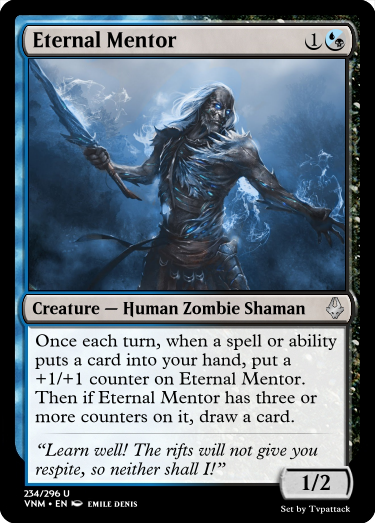 Eternal Mentor 1
Creature — Human Zombie Shaman
Once each turn, when a spell or ability
puts a card into your hand, put a
+1/+1 counter on Eternal Mentor.
Then if Eternal Mentor has three or
more counters on it, draw a card.
“Learn well! The rifts will not give you
respite, so neither shall I!”
1/2
234/296 U
VNM • EN EMILE DENIS
Set by Tvpattack